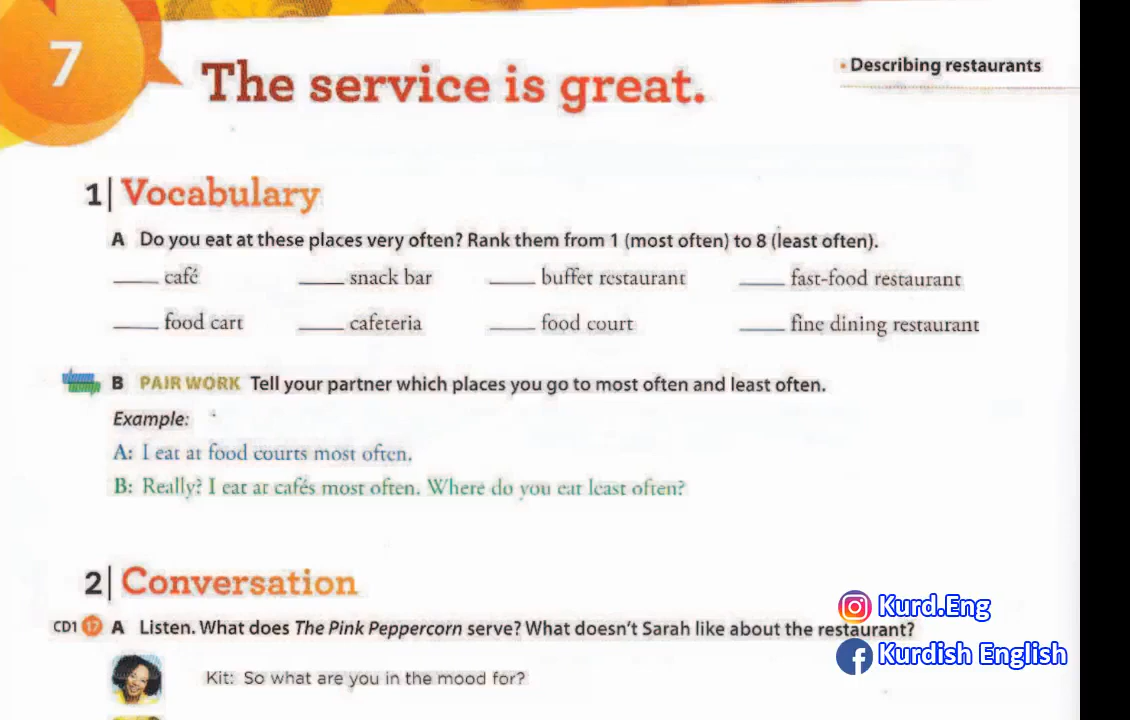 7
The service is great.
• Describing restaurants
1 Vocabulary
A Do you eat at these places very often? Rank them from 1 (most often) to 8 (least often).
____ café ____ snack bar ____ buffet restaurant ____ fast-food restaurant
____ food cart ____ cafeteria ____ food court ____ fine dining restaurant
B PAIR WORK Tell your partner which places you go to most often and least often.
Example:
A: I eat at food courts most often.
B: Really? I eat at cafés most often. Where do you eat least often?
2 Conversation
CD1 17 A Listen. What does The Pink Peppercorn serve? What doesn't Sarah like about the restaurant?
Kit: So what are you in the mood for?
Kurd.Eng
Kurdish English